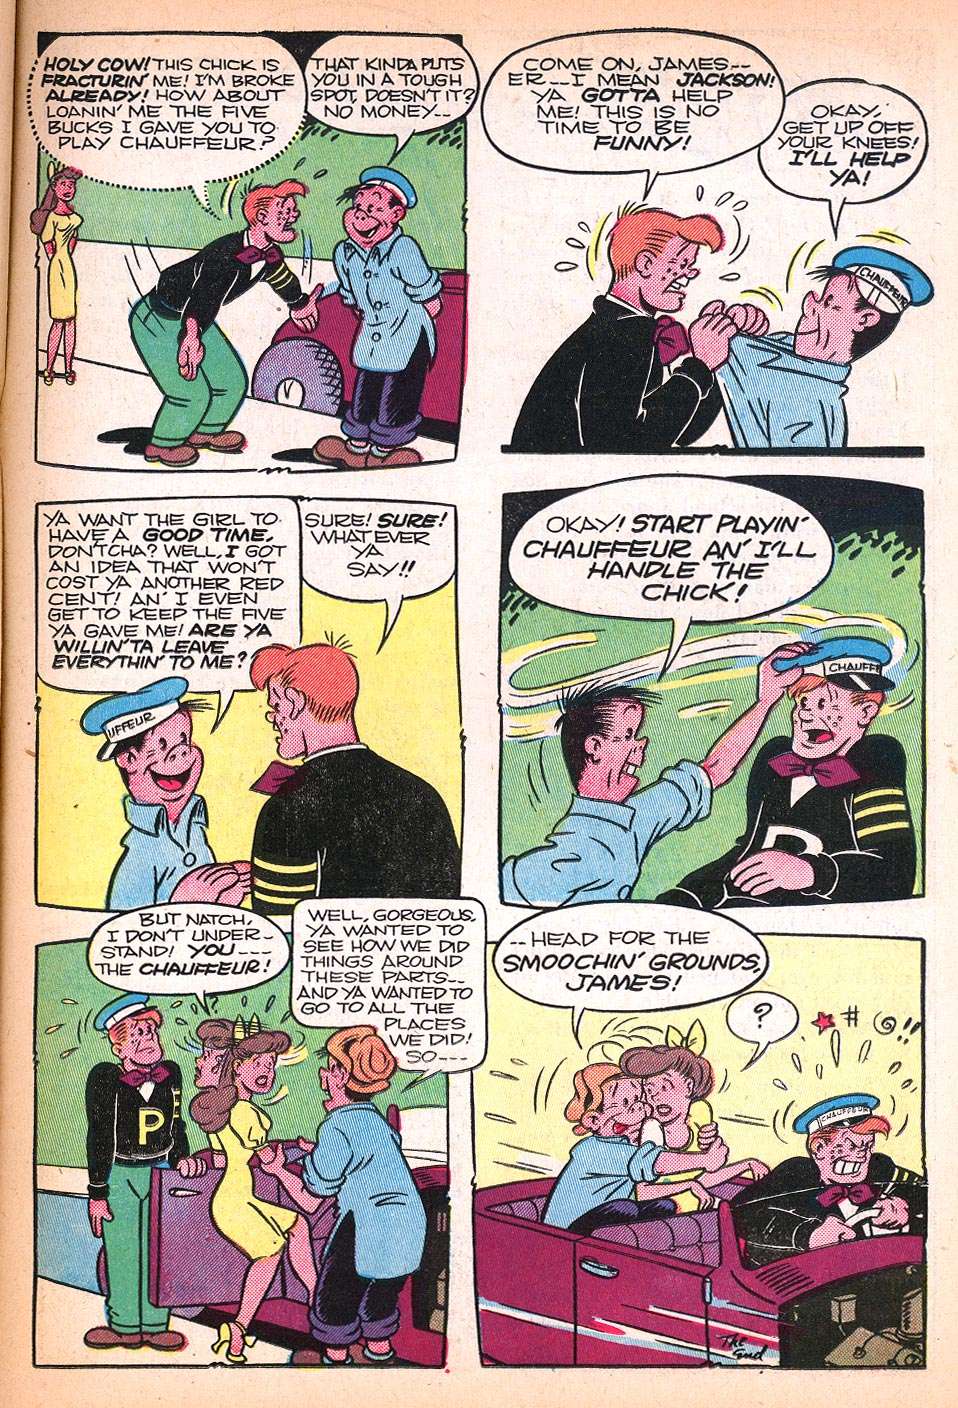 HOLY COW! THIS CHICK IS
FRACTURIN' ME! I'M BROKE
ALREADY! HOW ABOUT
LOANIN' ME THE FIVE
BUCKS I GAVE YOU TO
PLAY CHAUFFEUR?
THAT KINDA PUTS
YOU IN A TOUGH
SPOT, DOESN'T IT?
NO MONEY--
COME ON, JAMES--
ER---I MEAN JACKSON!
YA GOTTA HELP
ME! THIS IS NO
TIME TO BE
FUNNY!
OKAY,
GET UP OFF
YOUR KNEES!
I'LL HELP
YA!
CHAUFFEUR
YA WANT THE GIRL TO
HAVE A GOOD TIME,
DON'TCHA? WELL, I GOT
AN IDEA THAT WON'T
COST YA ANOTHER RED
CENT! AN' I EVEN
GET TO KEEP THE FIVE
YA GAVE ME! ARE YA
WILLIN' TA LEAVE
EVERYTHIN' TO ME?
SURE! SURE!
WHATEVER
YA
SAY!!
UFFEUR
OKAY! START PLAYIN'
CHAUFFEUR AN' I'LL
HANDLE THE
CHICK!
CHAUFF
BUT NATCH,
I DON'T UNDER-
STAND! YOU----
THE CHAUFFEUR!
?
WELL, GORGEOUS,
YA WANTED TO
SEE HOW WE DID
THINGS AROUND
THESE PARTS--
AND YA WANTED TO
GO TO ALL THE
PLACES
WE DID!
SO---
P
--HEAD FOR THE
SMOOCHIN' GROUNDS,
JAMES!
?
# @!!
CHAUFFEUR
The
End